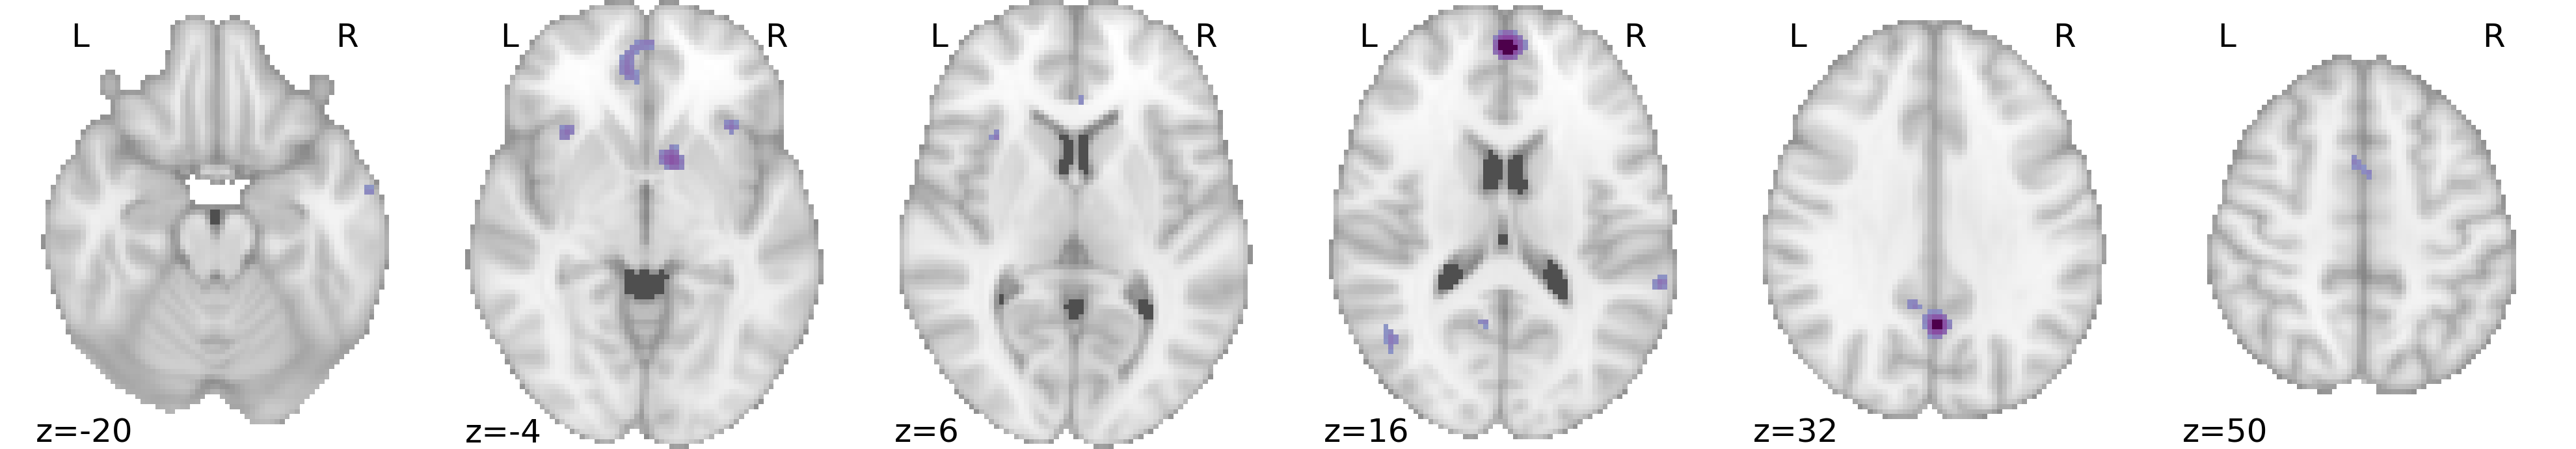 L R L R L R L R L R L R
z=-20 z=-4 z=6 z=16 z=32 z=50